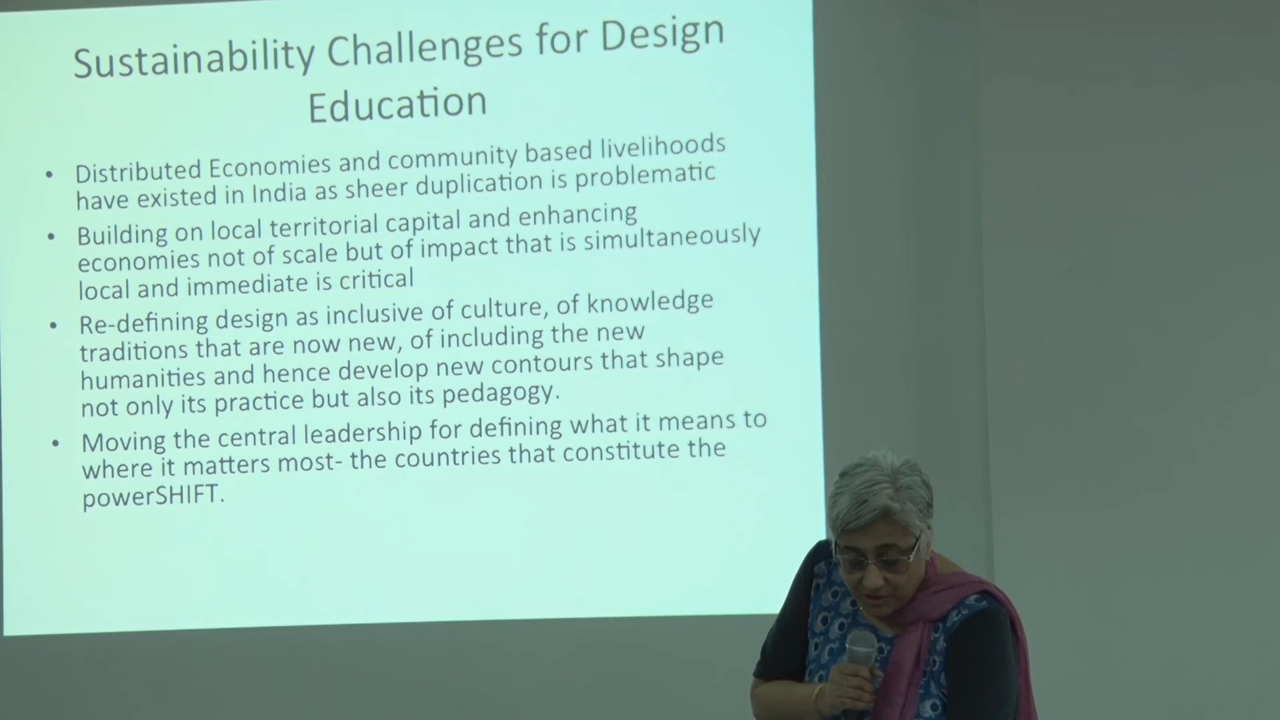 Sustainability Challenges for Design
Education
• Distributed Economies and community based livelihoods
have existed in India as sheer duplication is problematic
• Building on local territorial capital and enhancing
economies not of scale but of impact that is simultaneously
local and immediate is critical
• Re-defining design as inclusive of culture, of knowledge
traditions that are now new, of including the new
humanities and hence develop new contours that shape
not only its practice but also its pedagogy.
• Moving the central leadership for defining what it means to
where it matters most- the countries that constitute the
powerSHIFT.